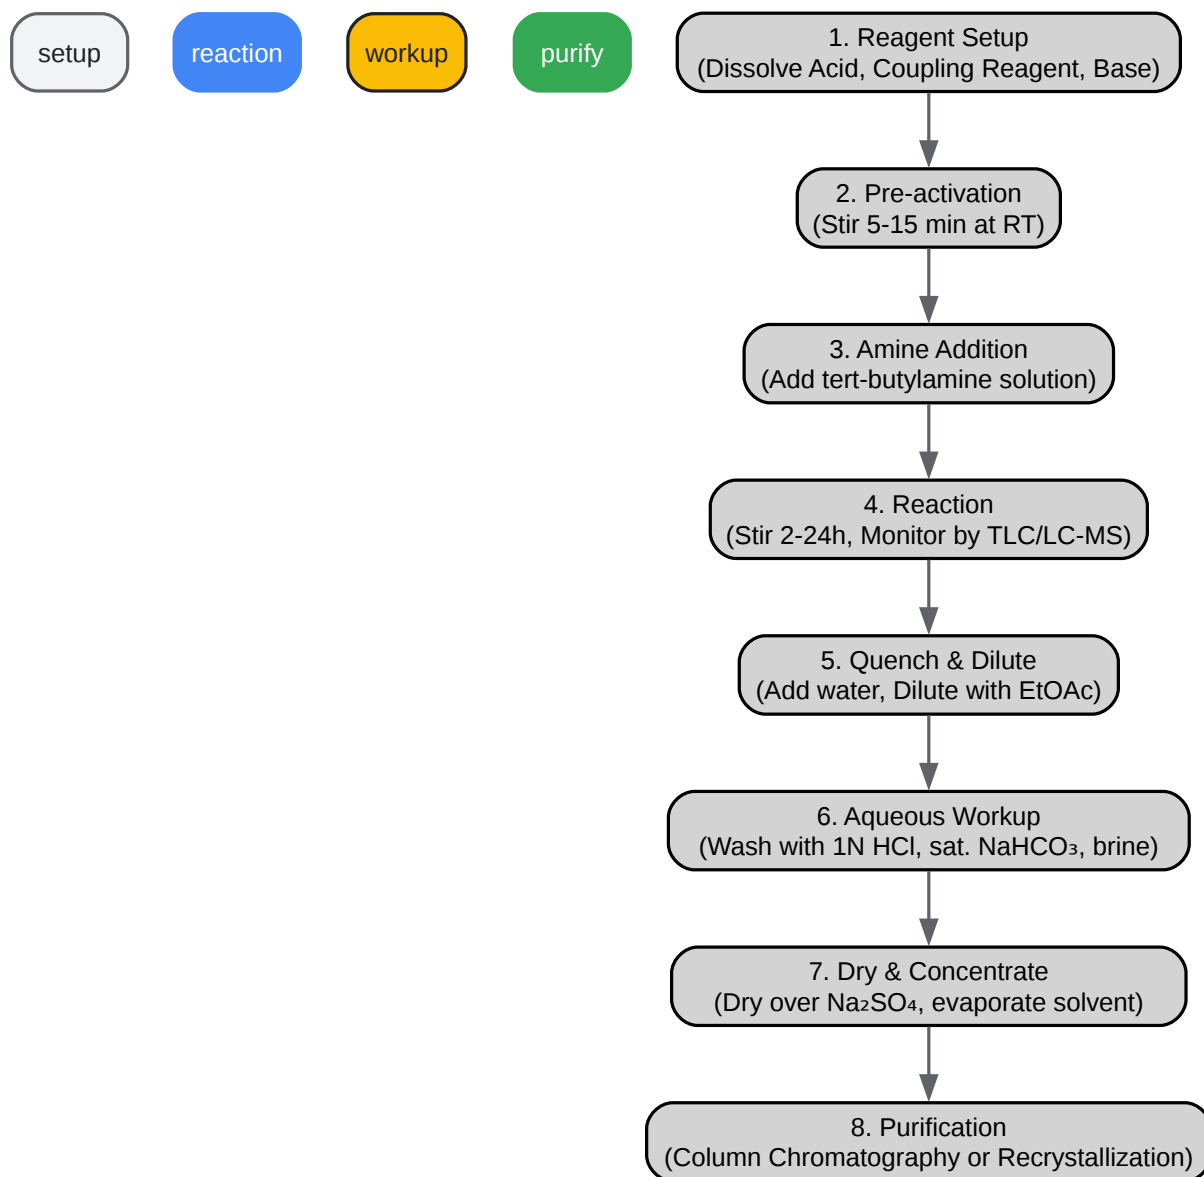 setup
reaction
workup
purify
1. Reagent Setup
(Dissolve Acid, Coupling Reagent, Base)
2. Pre-activation
(Stir 5-15 min at RT)
3. Amine Addition
(Add tert-butylamine solution)
4. Reaction
(Stir 2-24h, Monitor by TLC/LC-MS)
5. Quench & Dilute
(Add water, Dilute with EtOAc)
6. Aqueous Workup
(Wash with 1N HCl, sat. NaHCO₃, brine)
7. Dry & Concentrate
(Dry over Na₂SO₄, evaporate solvent)
8. Purification
(Column Chromatography or Recrystallization)